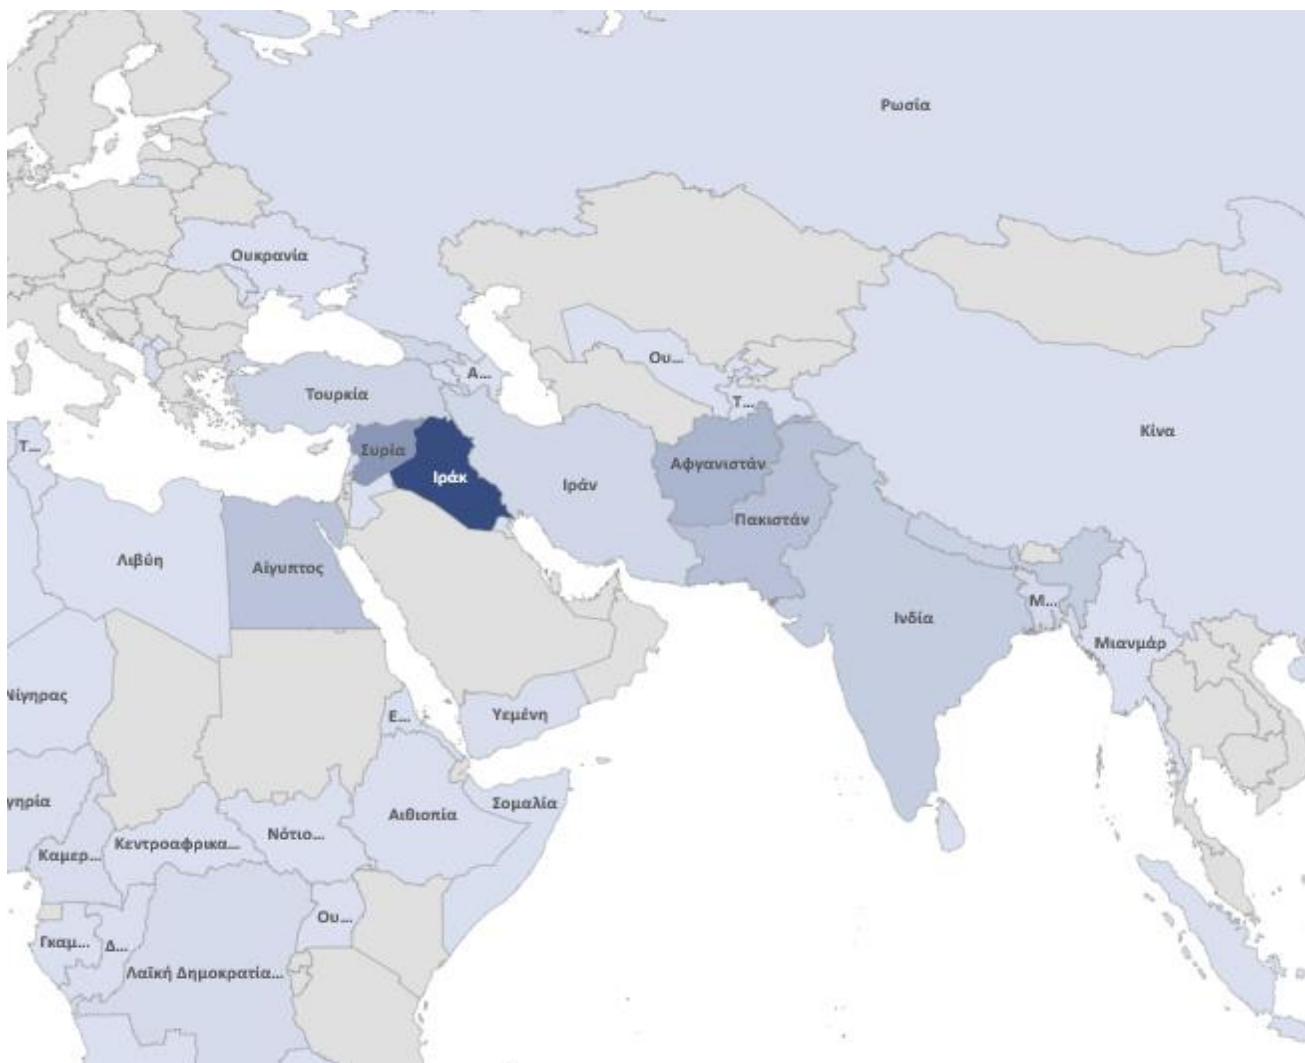 Ρωσία
Ουκρανία
Ου...
Α...
Τουρκία
Τ...
Κίνα
Τ...
Συρία
Αφγανιστάν
Ιράκ
Ιράν
Πακιστάν
Λιβύη
Αίγυπτος
Μ...
Ινδία
Μιανμάρ
Νίγηρας
Ε...
Υεμένη
γηρία
Σομαλία
Αιθιοπία
Νότιο...
Κεντροαφρικα...
Καμερ...
Ου...
Γκαμ...
Δ...
Λαϊκή Δημοκρατία...